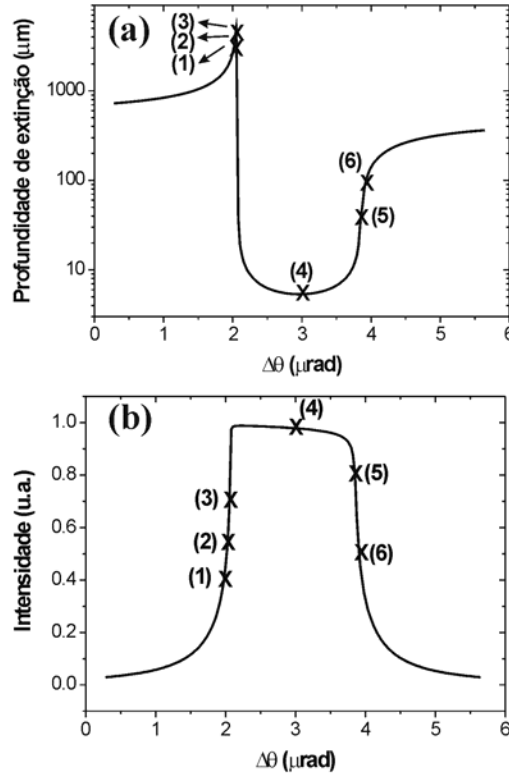 (a)
(3)
(2)
(1)
(6)
(5)
(4)
Profundidade de extinção (μm)
1000
100
10
0 1 2 3 4 5 6
Δθ (μrad)
(b)
(4)
(5)
(3)
(2)
(6)
(1)
Intensidade (u.a.)
1.0
0.8
0.6
0.4
0.2
0.0
0 1 2 3 4 5 6
Δθ (μrad)